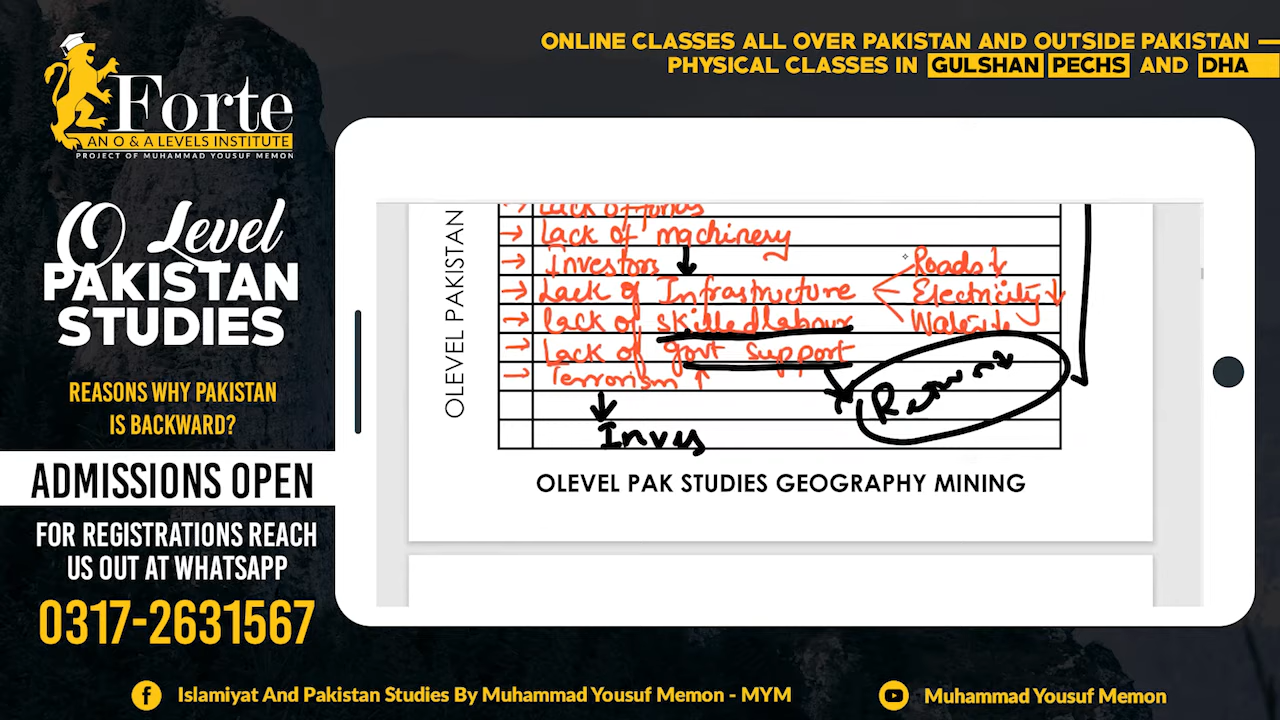 Forte
AN O & A LEVELS INSTITUTE
PROJECT OF MUHAMMAD YOUSUF MEMON
ONLINE CLASSES ALL OVER PAKISTAN AND OUTSIDE PAKISTAN
PHYSICAL CLASSES IN GULSHAN PECHS AND DHA
O Level
PAKISTAN
STUDIES
REASONS WHY PAKISTAN
IS BACKWARD?
ADMISSIONS OPEN
FOR REGISTRATIONS REACH
US OUT AT WHATSAPP
0317-2631567
OLEVEL PAKISTAN
→ Lack of funds
→ Lack of machinery
→ Investors ↓
→ Lack of Infrastructure
Roads ↓
Electricity ↓
Water ↓
→ Lack of skilled labour
→ Lack of govt support
→ Terrorism ↑
Inves
OLEVEL PAK STUDIES GEOGRAPHY MINING
Islamiyat And Pakistan Studies By Muhammad Yousuf Memon - MYM
Muhammad Yousuf Memon